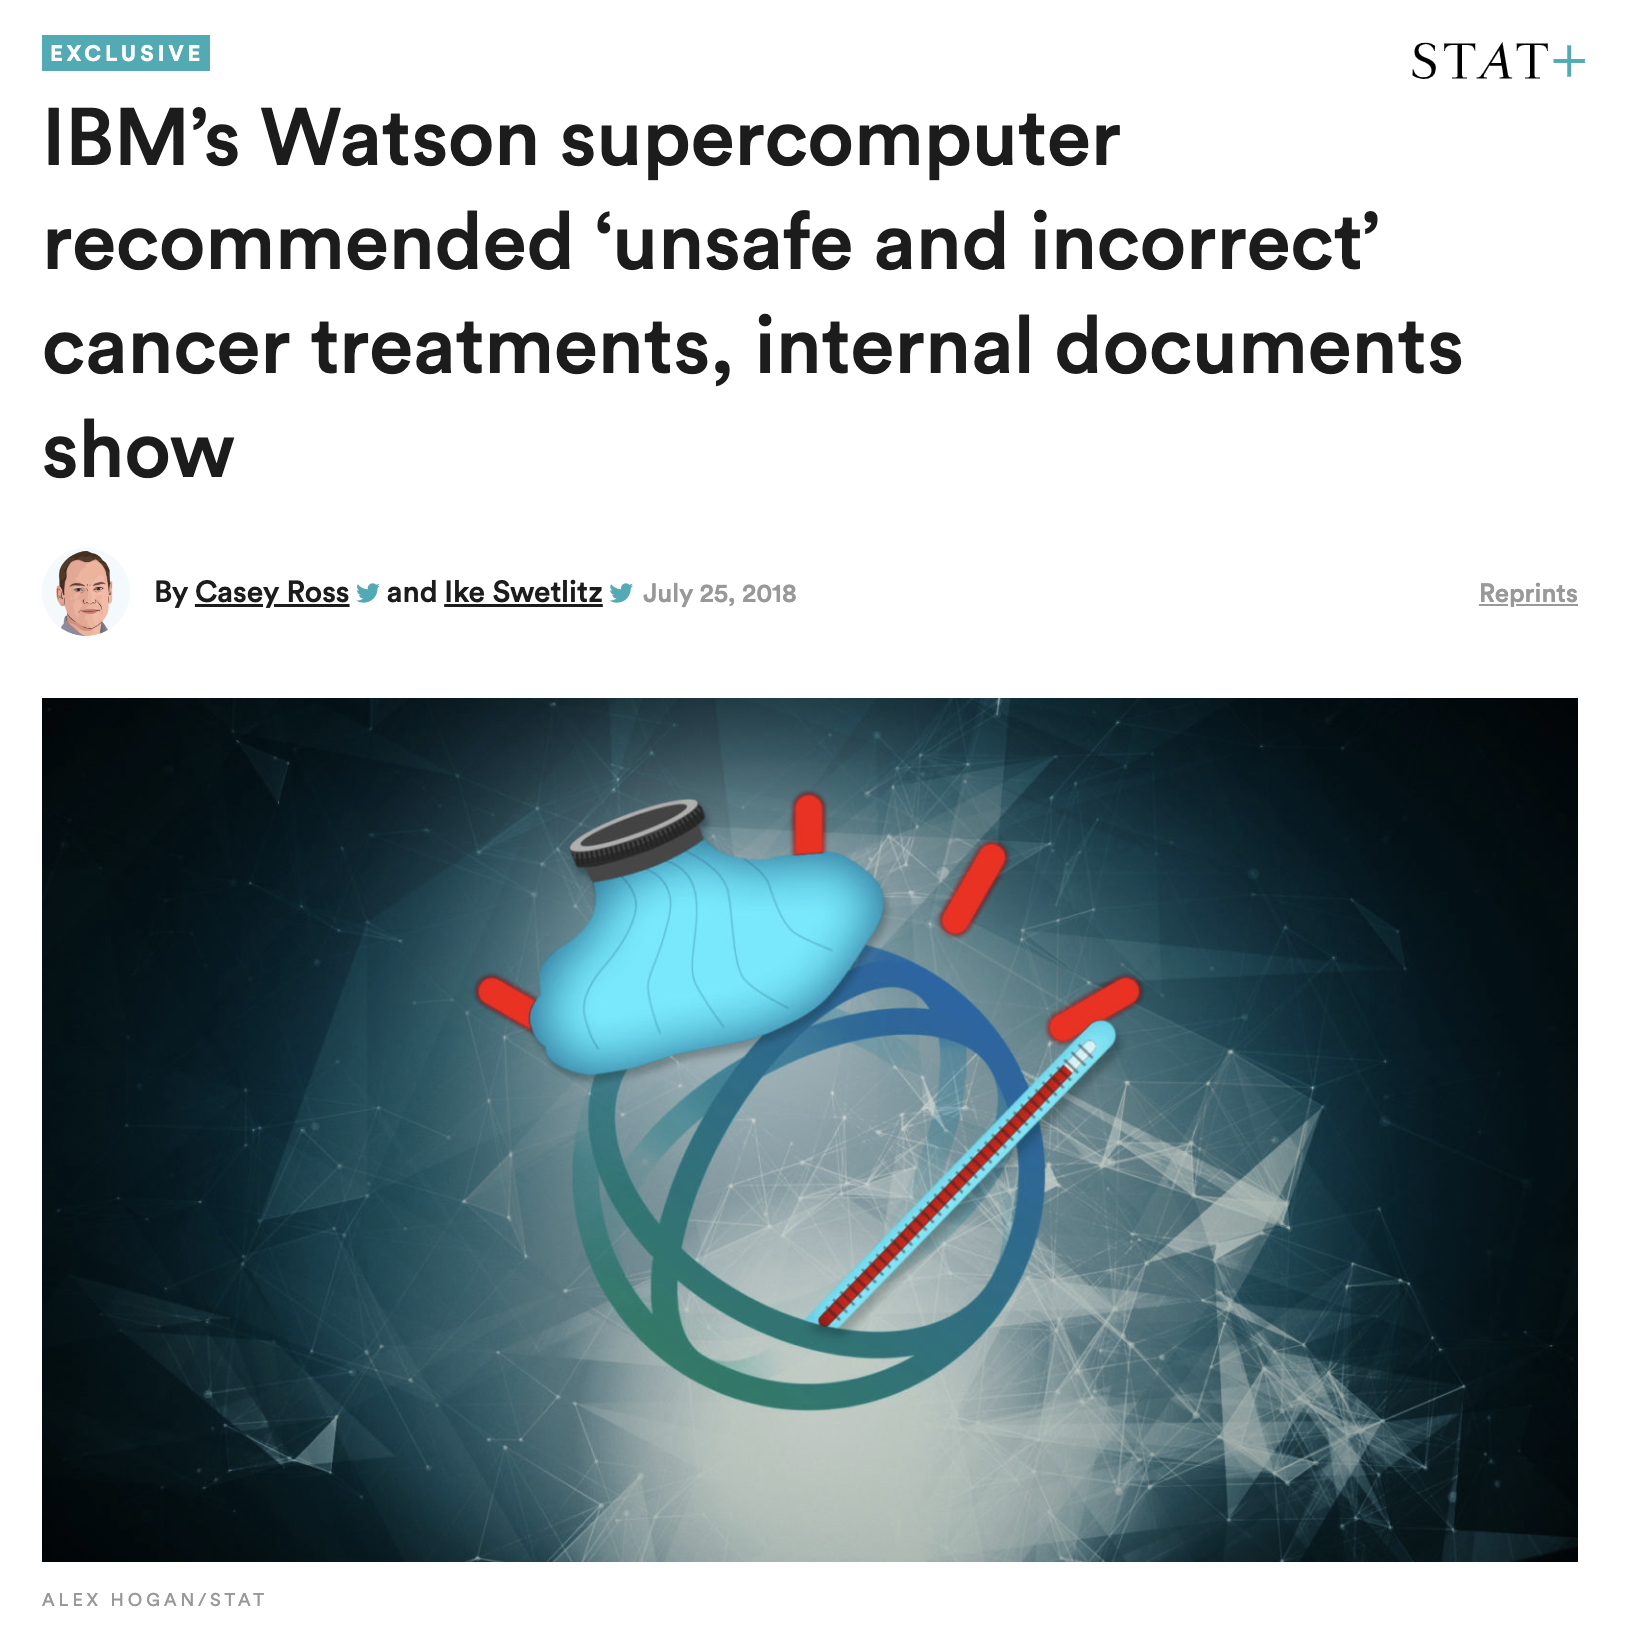 EXCLUSIVE
STAT+
IBM’s Watson supercomputer
recommended ‘unsafe and incorrect’
cancer treatments, internal documents
show
By Casey Ross and Ike Swetlitz July 25, 2018
Reprints
ALEX HOGAN/STAT